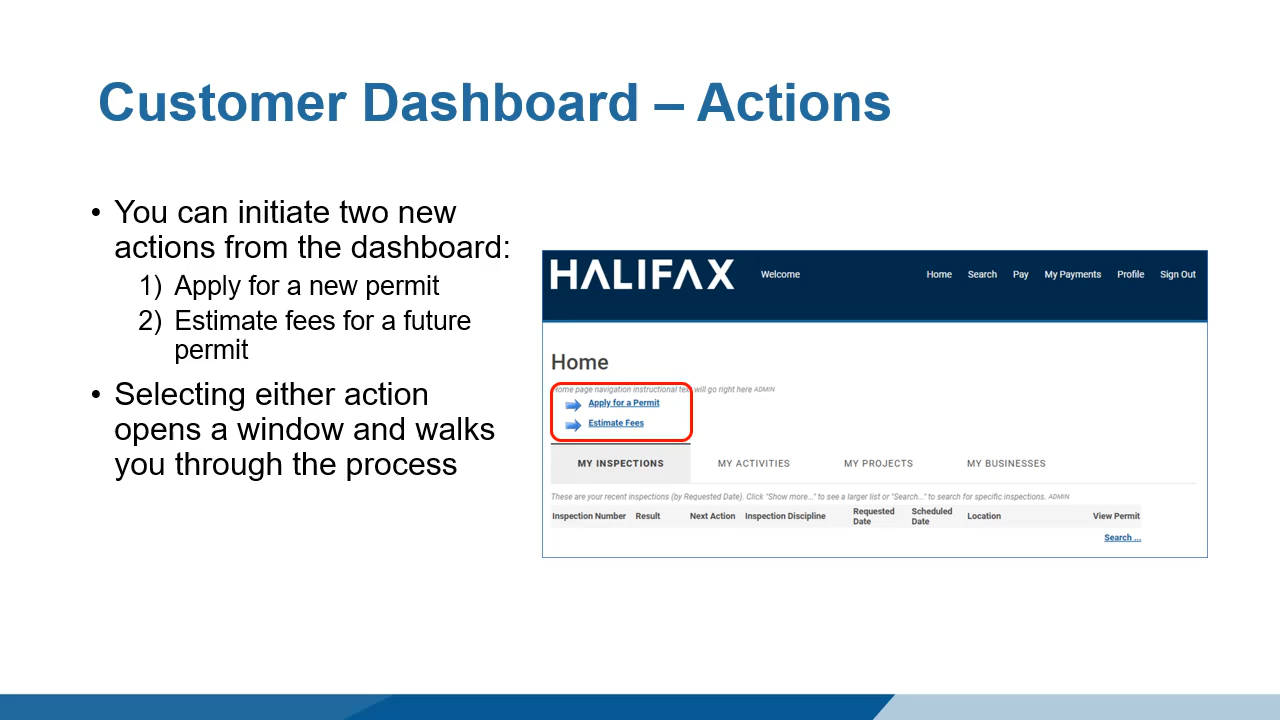 Customer Dashboard – Actions
• You can initiate two new
actions from the dashboard:
1) Apply for a new permit
2) Estimate fees for a future
permit
• Selecting either action
opens a window and walks
you through the process
HALIFAX Welcome Home Search Pay My Payments Profile Sign Out
Home
Home page navigation instructional text will go right here ADMIN
Apply for a Permit
Estimate Fees
MY INSPECTIONS MY ACTIVITIES MY PROJECTS MY BUSINESSES
These are your recent inspections (by Requested Date). Click "Show more..." to see a larger list or "Search..." to search for specific inspections. ADMIN
Inspection Number Result Next Action Inspection Discipline Requested Date Scheduled Date Location View Permit
Search ...